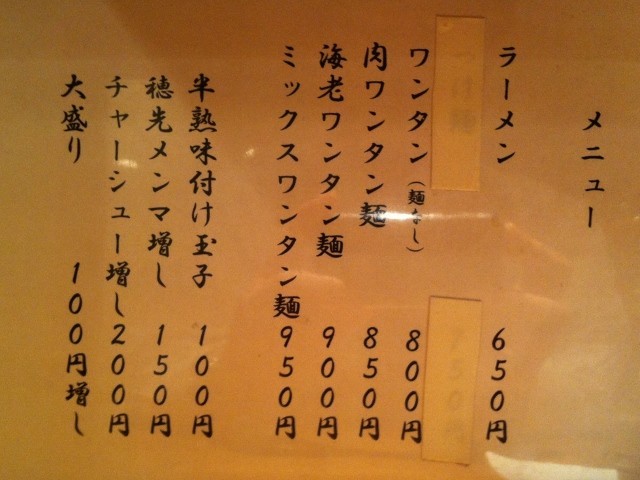 メニュー
ラーメン 650円
ワンタン(麺なし) 800円
肉ワンタン麺 850円
海老ワンタン麺 900円
ミックスワンタン麺 950円
半熟味付け玉子 100円
穂先メンマ増し 150円
チャーシュー増し 200円
大盛り 100円増し